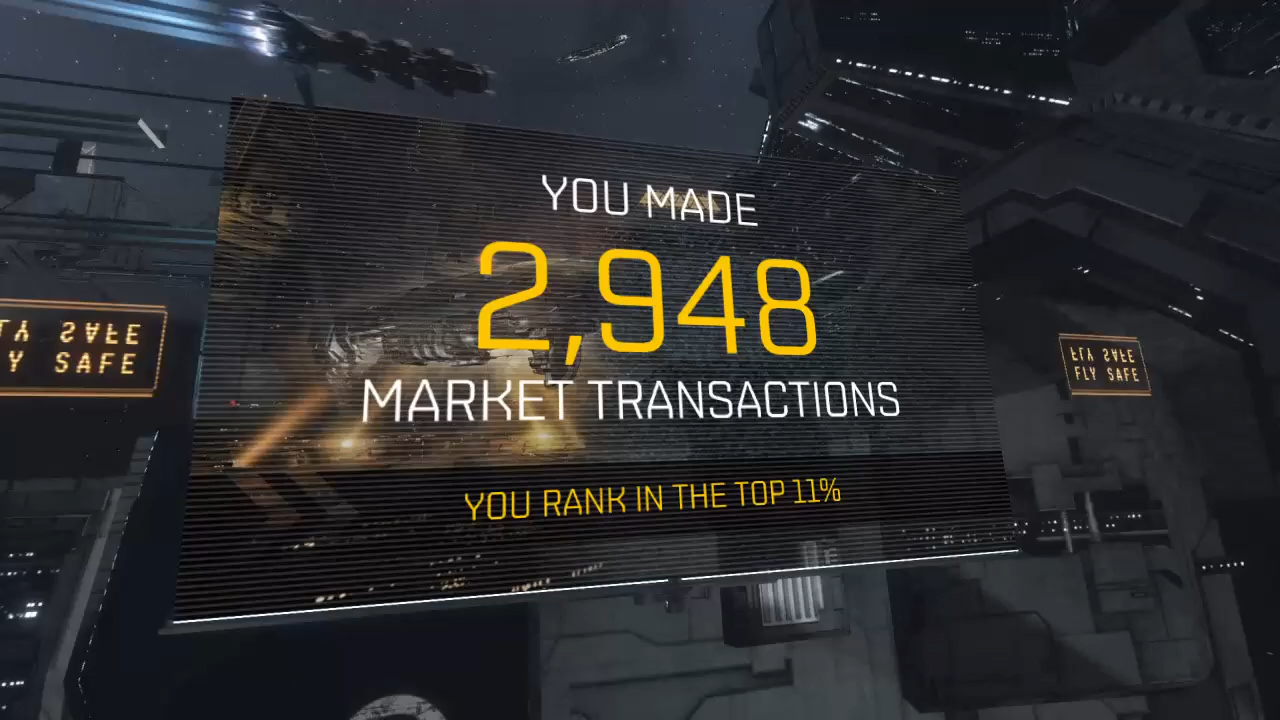 YOU MADE
2,948
MARKET TRANSACTIONS
YOU RANK IN THE TOP 11%
FLY SAFE
FLY SAFE
Y SAFE